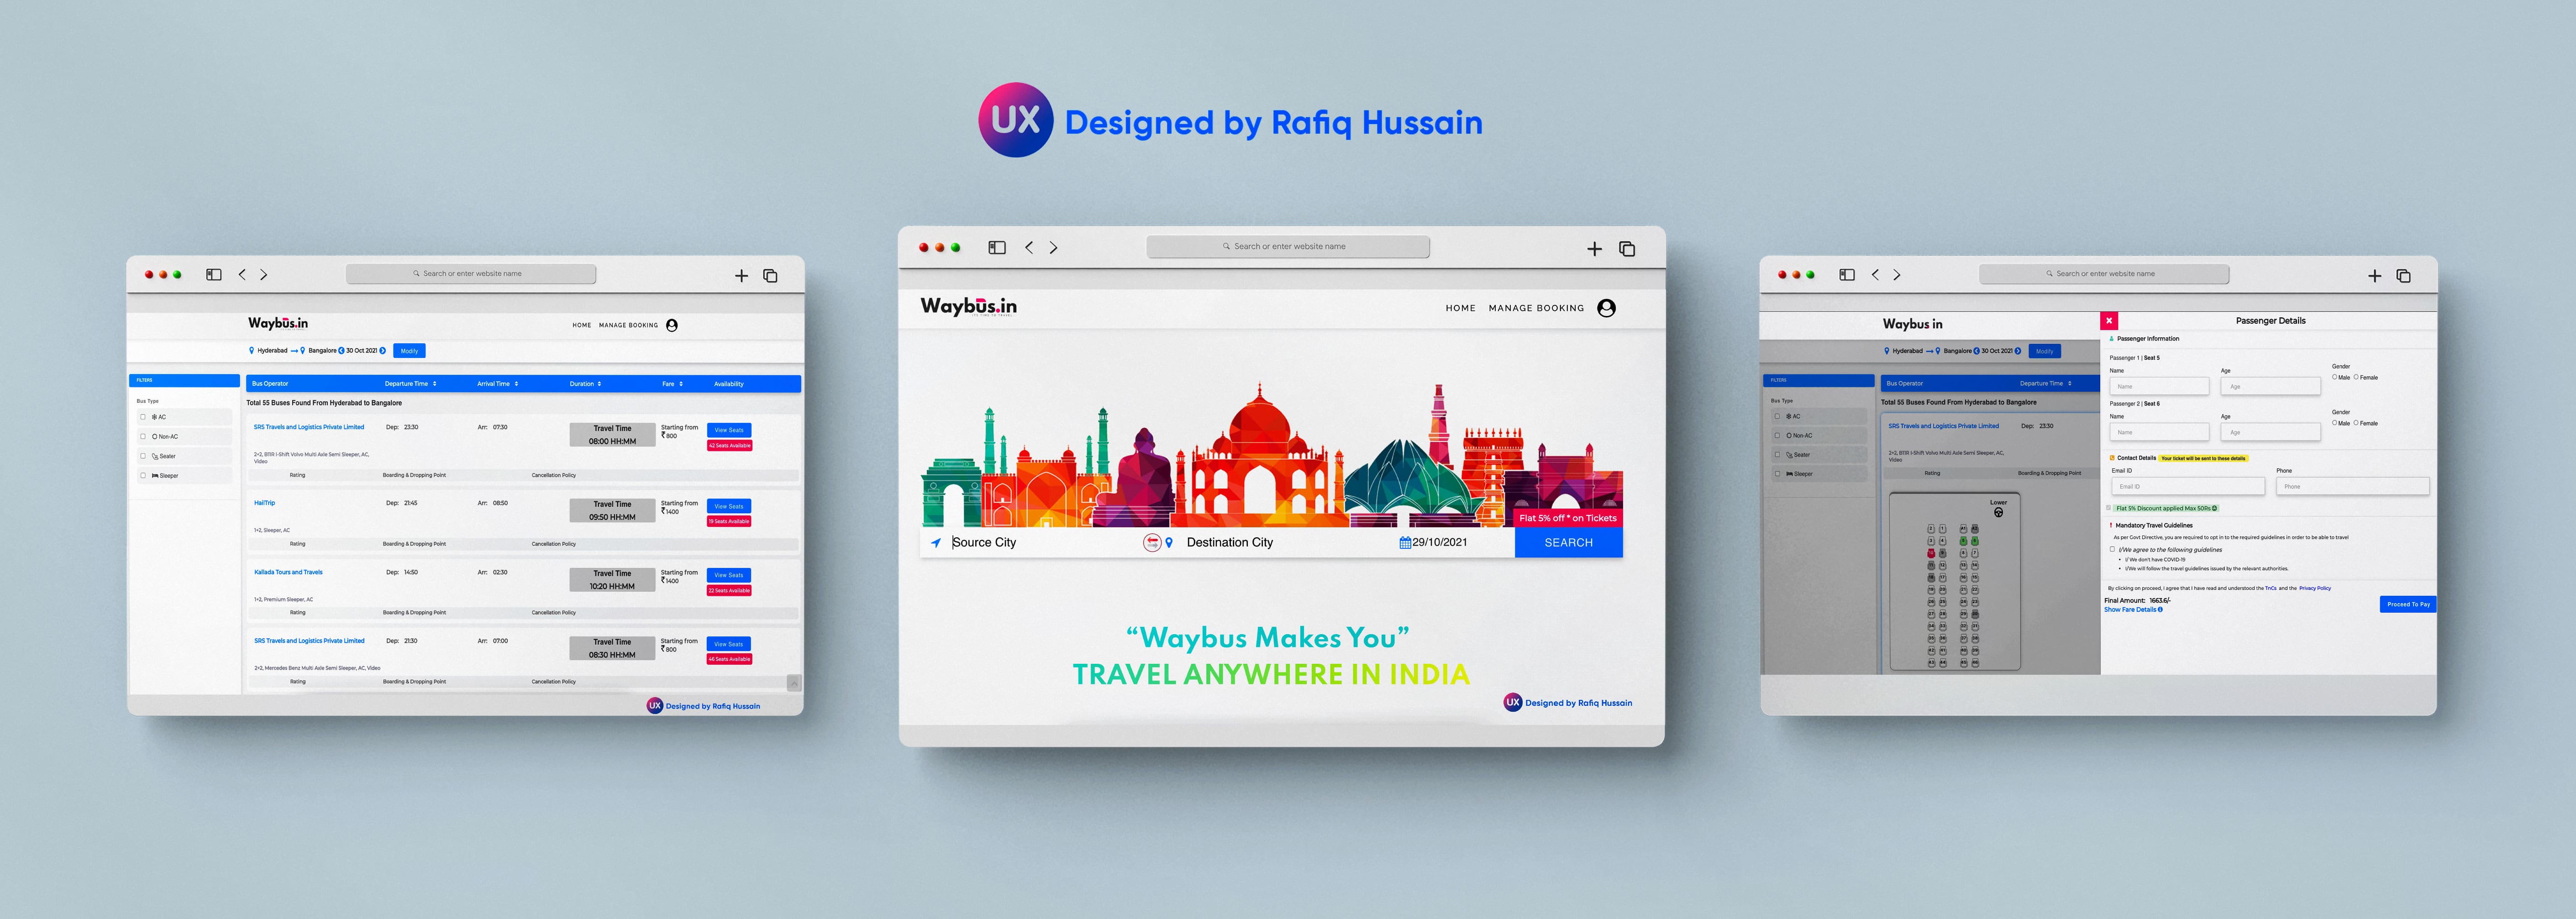 UX Designed by Rafiq Hussain
Search or enter website name
Waybus.in
HOME MANAGE BOOKING
Hyderabad Bangalore 30 Oct 2021 Modify
FILTERS
Bus Type
AC
Non-AC
Seater
Sleeper
Bus Operator Departure Time Arrival Time Duration Fare Availability
Total 55 Buses Found From Hyderabad to Bangalore
SRS Travels and Logistics Private Limited Dep: 23:30 Arr: 07:30 Travel Time Starting from View Seats
08:00 HH:MM ₹800 42 Seats Available
2+2, B11R I-Shift Volvo Multi Axle Semi Sleeper, AC,
Video
Rating Boarding & Dropping Point Cancellation Policy
HailTrip Dep: 21:45 Arr: 08:50 Travel Time Starting from View Seats
09:50 HH:MM ₹1400 19 Seats Available
1+2, Sleeper, AC
Rating Boarding & Dropping Point Cancellation Policy
Kallada Tours and Travels Dep: 14:50 Arr: 02:30 Travel Time Starting from View Seats
10:20 HH:MM ₹1400 22 Seats Available
1+2, Premium Sleeper, AC
Rating Boarding & Dropping Point Cancellation Policy
SRS Travels and Logistics Private Limited Dep: 21:30 Arr: 07:00 Travel Time Starting from View Seats
08:30 HH:MM ₹800 46 Seats Available
2+2, Mercedes Benz Multi Axle Semi Sleeper, AC, Video
Rating Boarding & Dropping Point Cancellation Policy
UX Designed by Rafiq Hussain
Search or enter website name
Waybus.in
IT'S TIME TO TRAVEL
HOME MANAGE BOOKING
Flat 5% off * on Tickets
Source City Destination City 29/10/2021 SEARCH
“Waybus Makes You”
TRAVEL ANYWHERE IN INDIA
UX Designed by Rafiq Hussain
Search or enter website name
Waybus in
Hyderabad Bangalore 30 Oct 2021 Modify
FILTERS
Bus Type
AC
Non-AC
Seater
Sleeper
Bus Operator Departure Time
Total 55 Buses Found From Hyderabad to Bangalore
SRS Travels and Logistics Private Limited Dep: 23:30
2+2, B11R I-Shift Volvo Multi Axle Semi Sleeper, AC,
Video
Rating Boarding & Dropping Point
Lower
Passenger Details
Passenger Information
Passenger 1 | Seat 5
Name Age Gender
Name Age Male Female
Passenger 2 | Seat 6
Name Age Gender
Name Age Male Female
Contact Details Your ticket will be sent to these details
Email ID Phone
Email ID Phone
Flat 5% Discount applied Max 50Rs
Mandatory Travel Guidelines
As per Govt Directive, you are required to opt in to the required guidelines in order to be able to travel
I/We agree to the following guidelines
I/ We don't have COVID-19
I/We will follow the travel guidelines issued by the relevant authorities.
By clicking on proceed, I agree that I have read and understood the TnCs and the Privacy Policy
Final Amount: 1663.6/-
Show Fare Details
Proceed To Pay